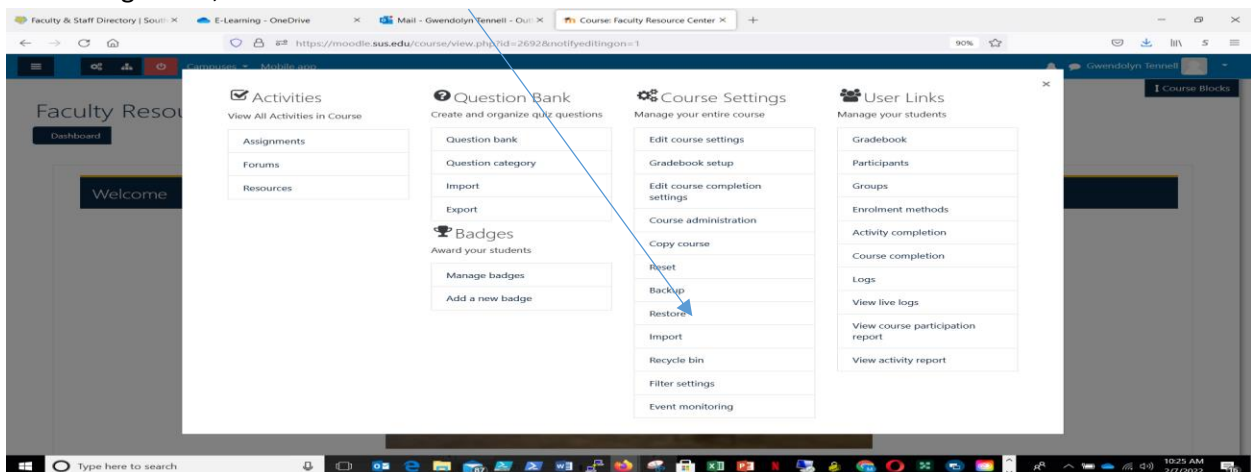 Faculty & Staff Directory | South
E-Learning - OneDrive
Mail - Gwendolyn Tennell - Out
Course: Faculty Resource Center
https://moodle.sus.edu/course/view.php?id=2692&notifyeditingon=1
90%
Campuses
Mobile app
Gwendolyn Tennell
Course Blocks
Faculty Resou
Dashboard
Welcome
Activities
View All Activities in Course
Assignments
Forums
Resources
Question Bank
Create and organize quiz questions
Question bank
Question category
Import
Export
Badges
Award your students
Manage badges
Add a new badge
Course Settings
Manage your entire course
Edit course settings
Gradebook setup
Edit course completion
settings
Course administration
Copy course
Reset
Backup
Restore
Import
Recycle bin
Filter settings
Event monitoring
User Links
Manage your students
Gradebook
Participants
Groups
Enrolment methods
Activity completion
Course completion
Logs
View live logs
View course participation
report
View activity report
Type here to search
10:25 AM
2/7/2022